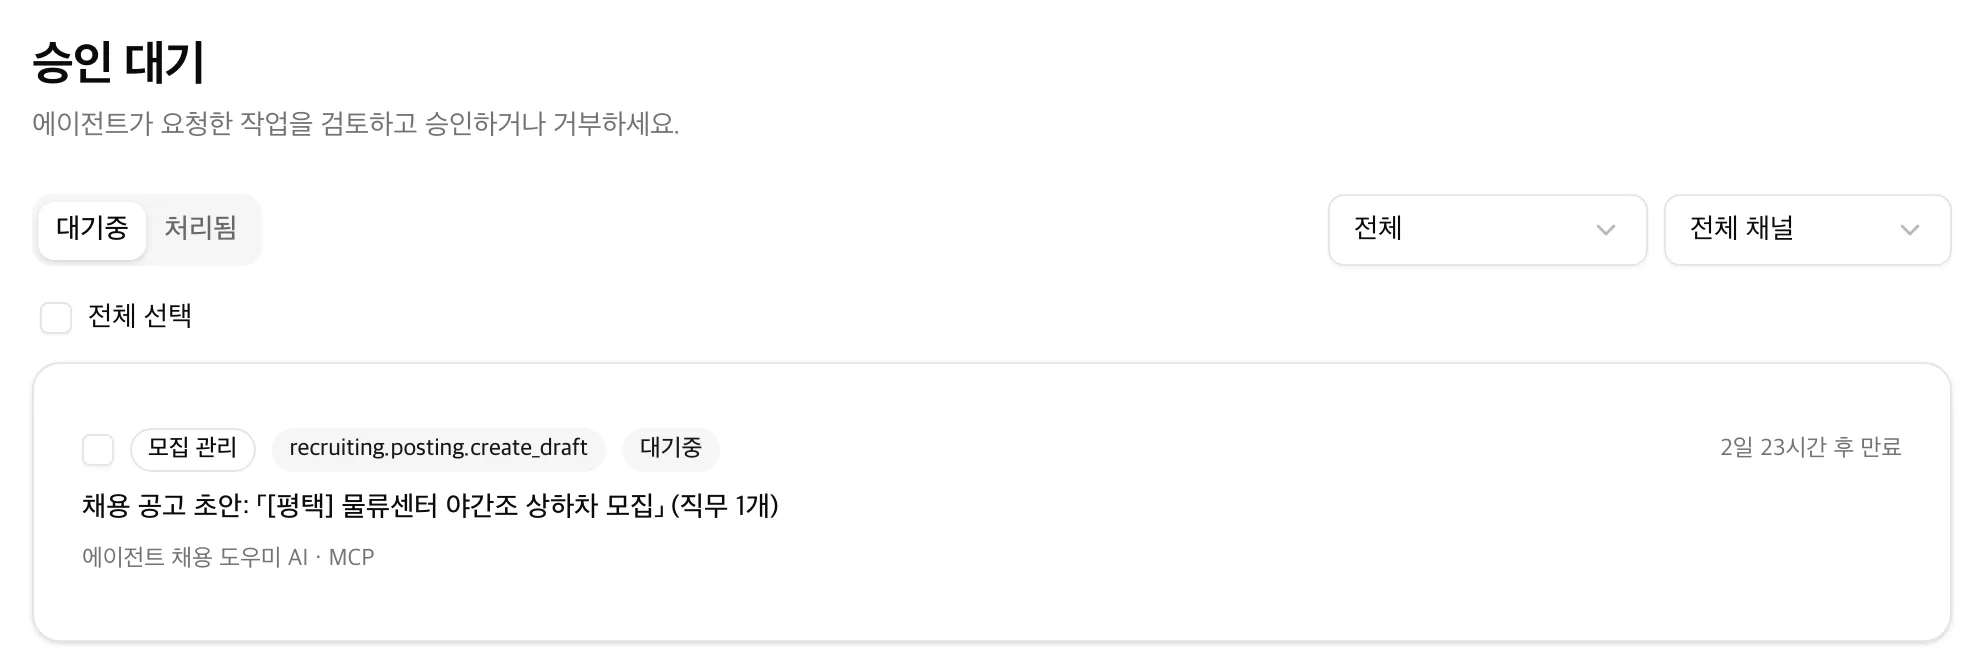 승인 대기
에이전트가 요청한 작업을 검토하고 승인하거나 거부하세요.
대기중 처리됨 전체 전체 채널
전체 선택
모집 관리 recruiting.posting.create_draft 대기중 2일 23시간 후 만료
채용 공고 초안: 「[평택] 물류센터 야간조 상하차 모집」 (직무 1개)
에이전트 채용 도우미 AI · MCP